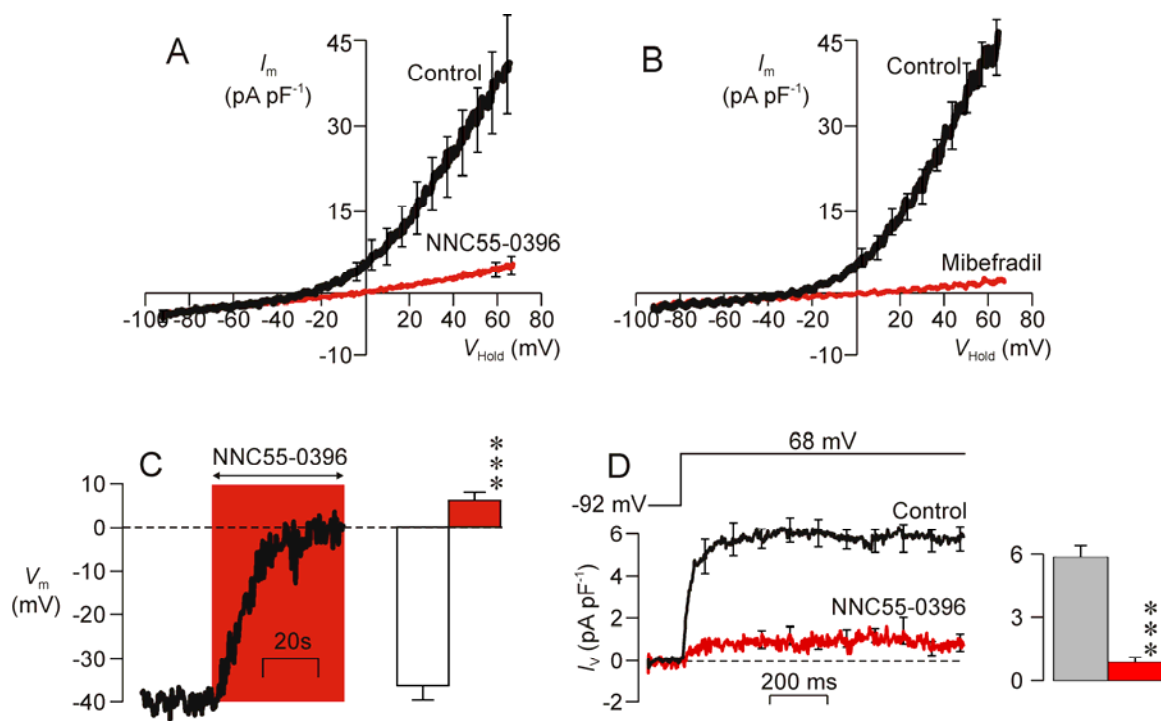 A
I_m
(pA pF⁻¹)
45
30
15
-10
Control
NNC55-0396
-100 -80 -60 -40 -20 20 40 60 80
V_Hold (mV)
B
I_m
(pA pF⁻¹)
45
30
15
-10
Control
Mibefradil
-100 -80 -60 -40 -20 20 40 60 80
V_Hold (mV)
C
NNC55-0396
V_m
(mV)
10
0
-10
-20
-30
-40
20s
***
D
68 mV
-92 mV
Control
NNC55-0396
I_V (pA pF⁻¹)
6
4
2
0
-2
200 ms
6
3
0
***